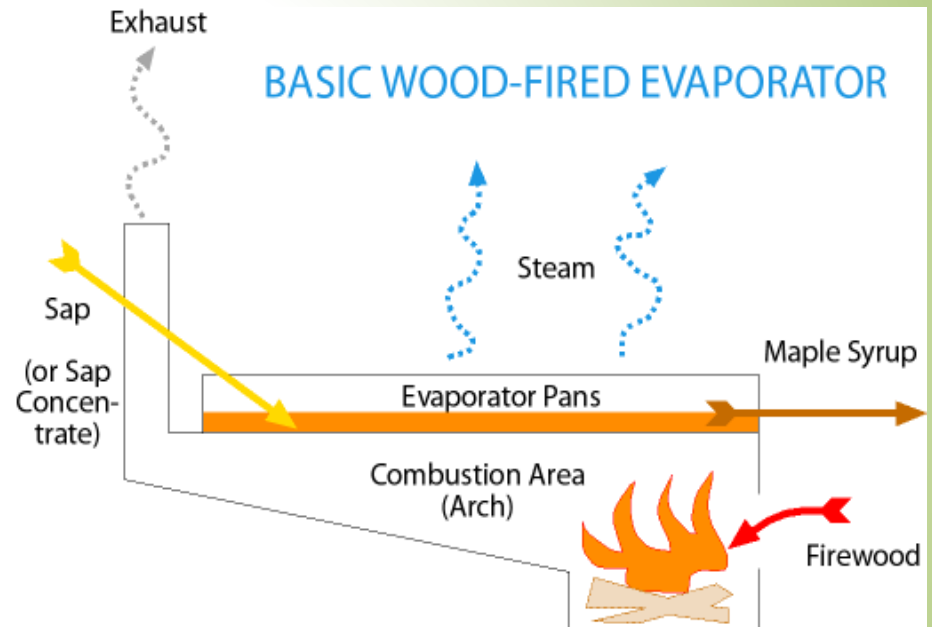 Exhaust
BASIC WOOD-FIRED EVAPORATOR
Steam
Sap
(or Sap
Concen-
trate)
Maple Syrup
Evaporator Pans
Combustion Area
(Arch)
Firewood